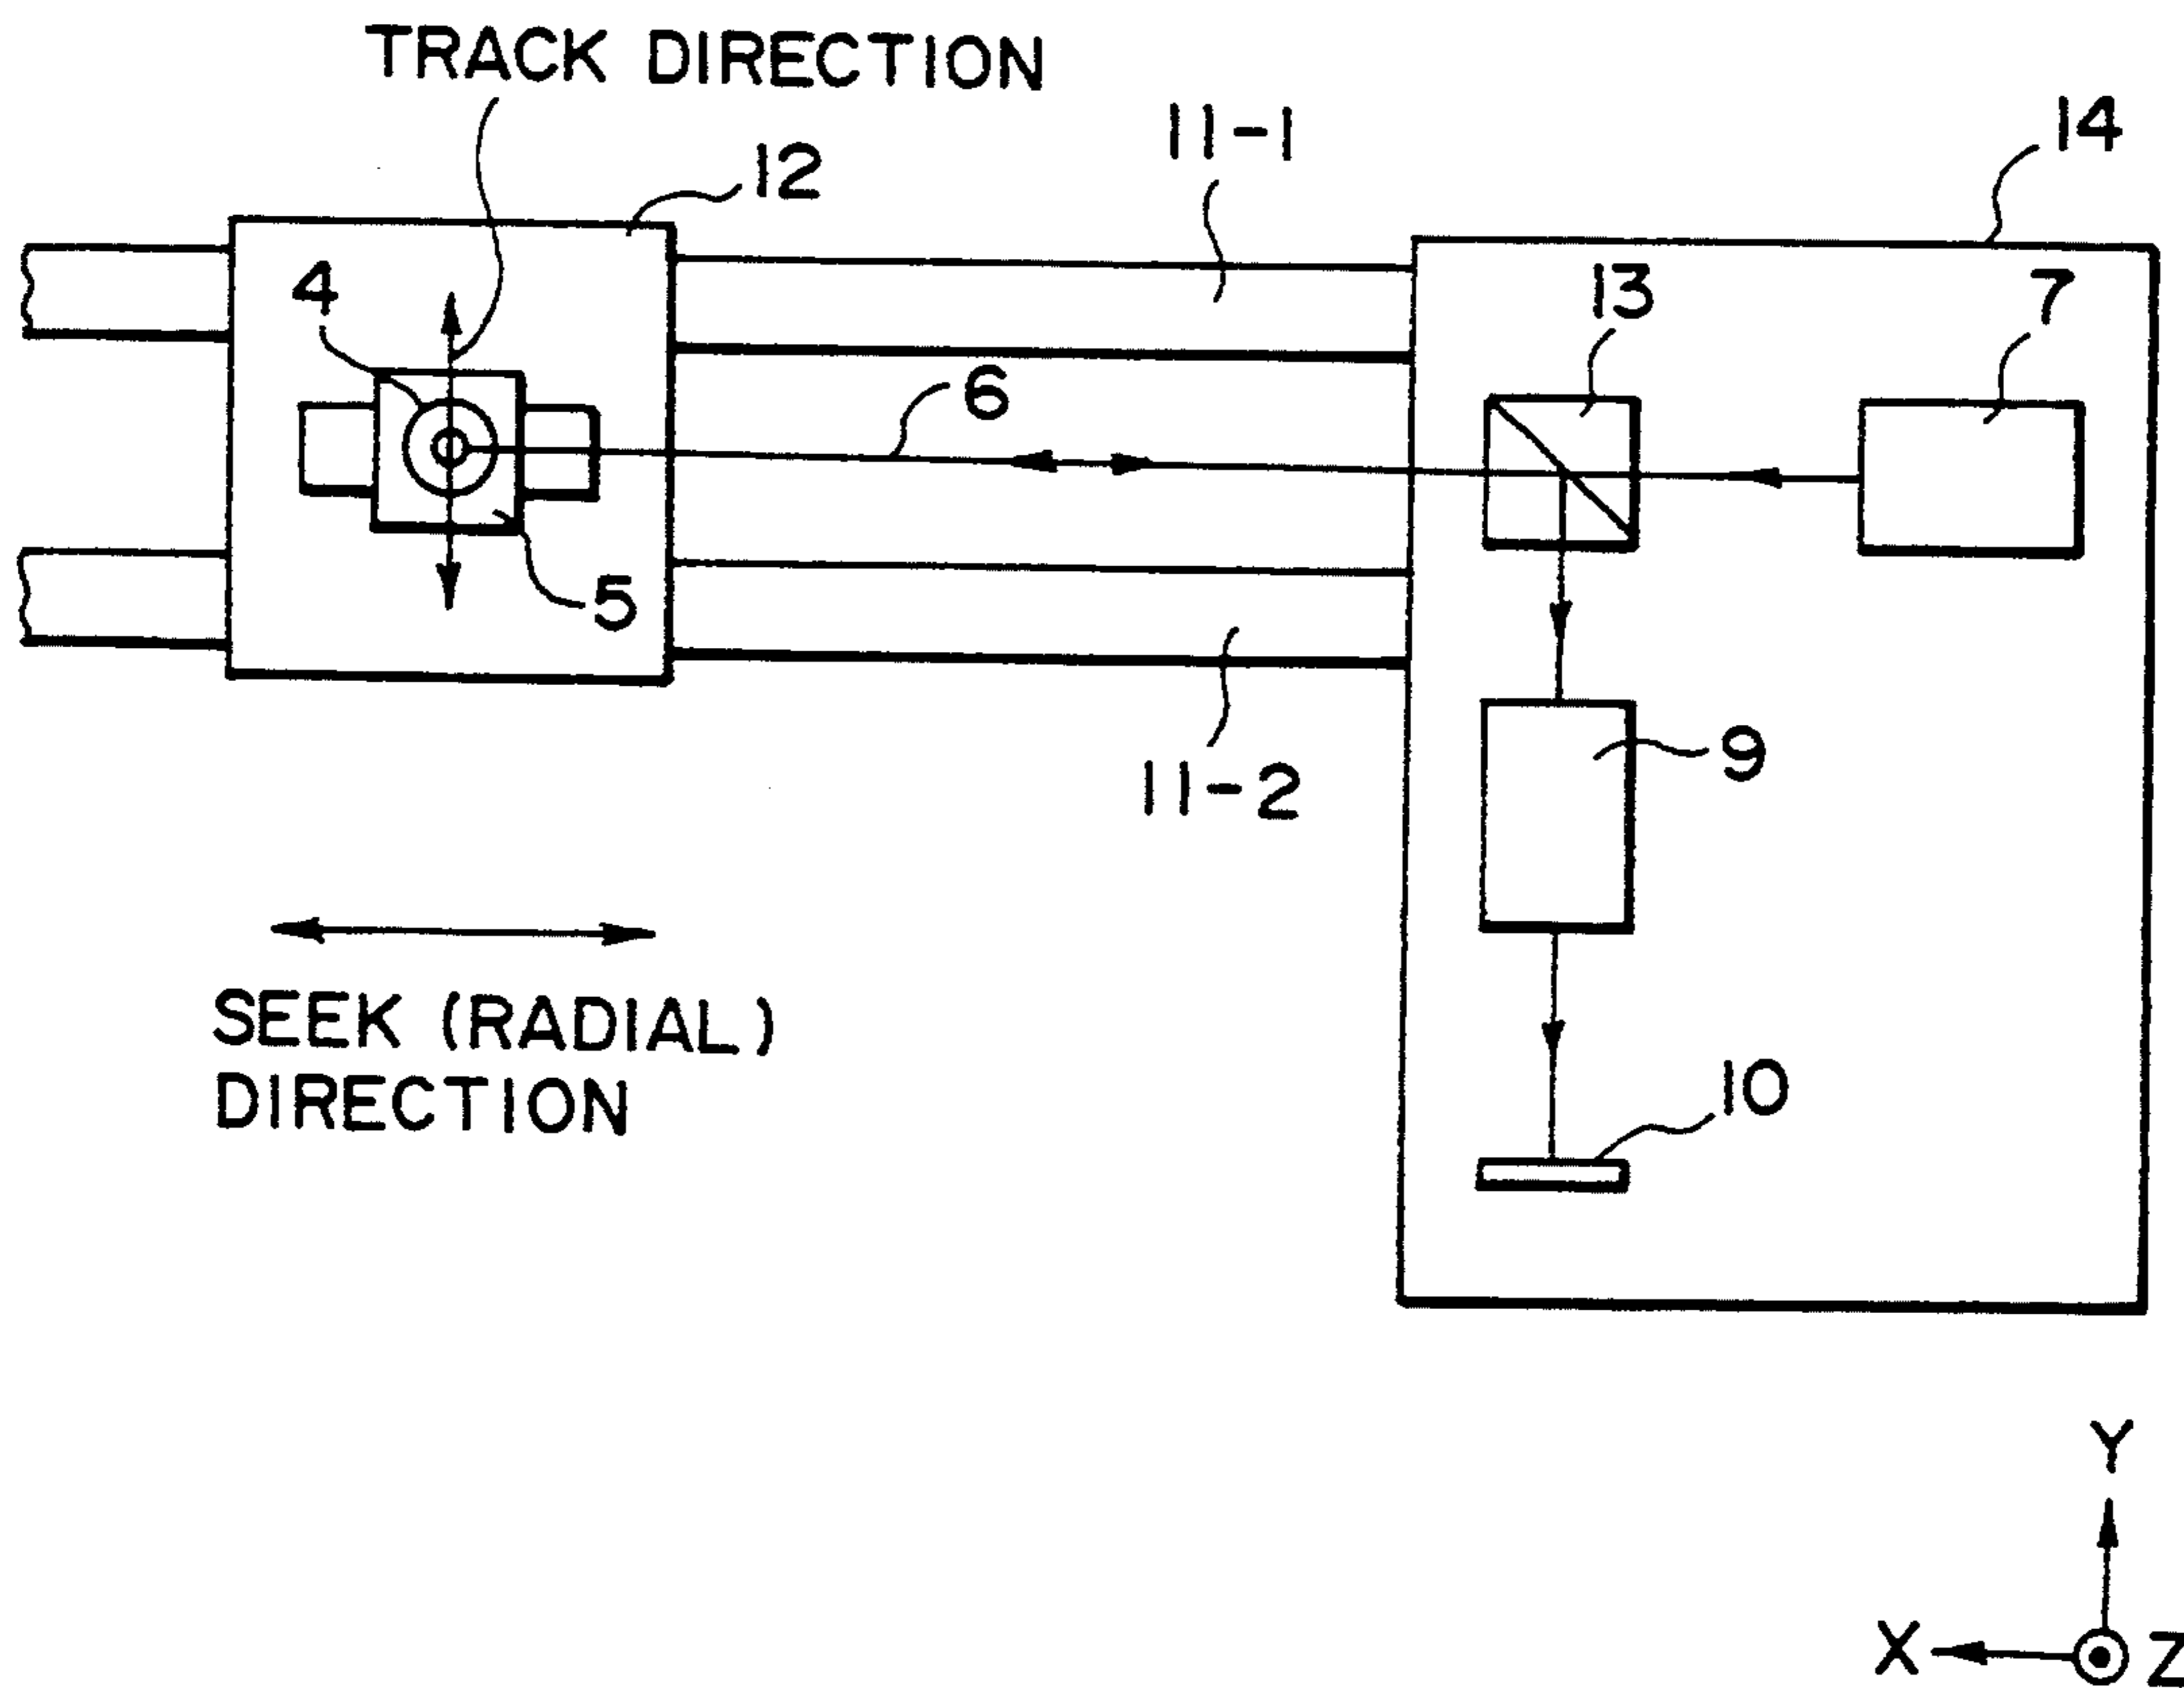 TRACK DIRECTION
11-1
14
12
4
13
7
6
5
9
11-2
SEEK (RADIAL)
DIRECTION
10
Y
X
Z